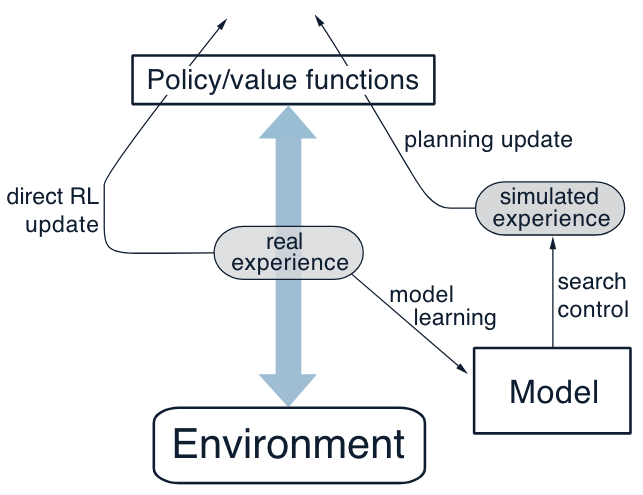 Policy/value functions
planning update
direct RL
update
simulated
experience
real
experience
search
control
model
learning
Model
Environment